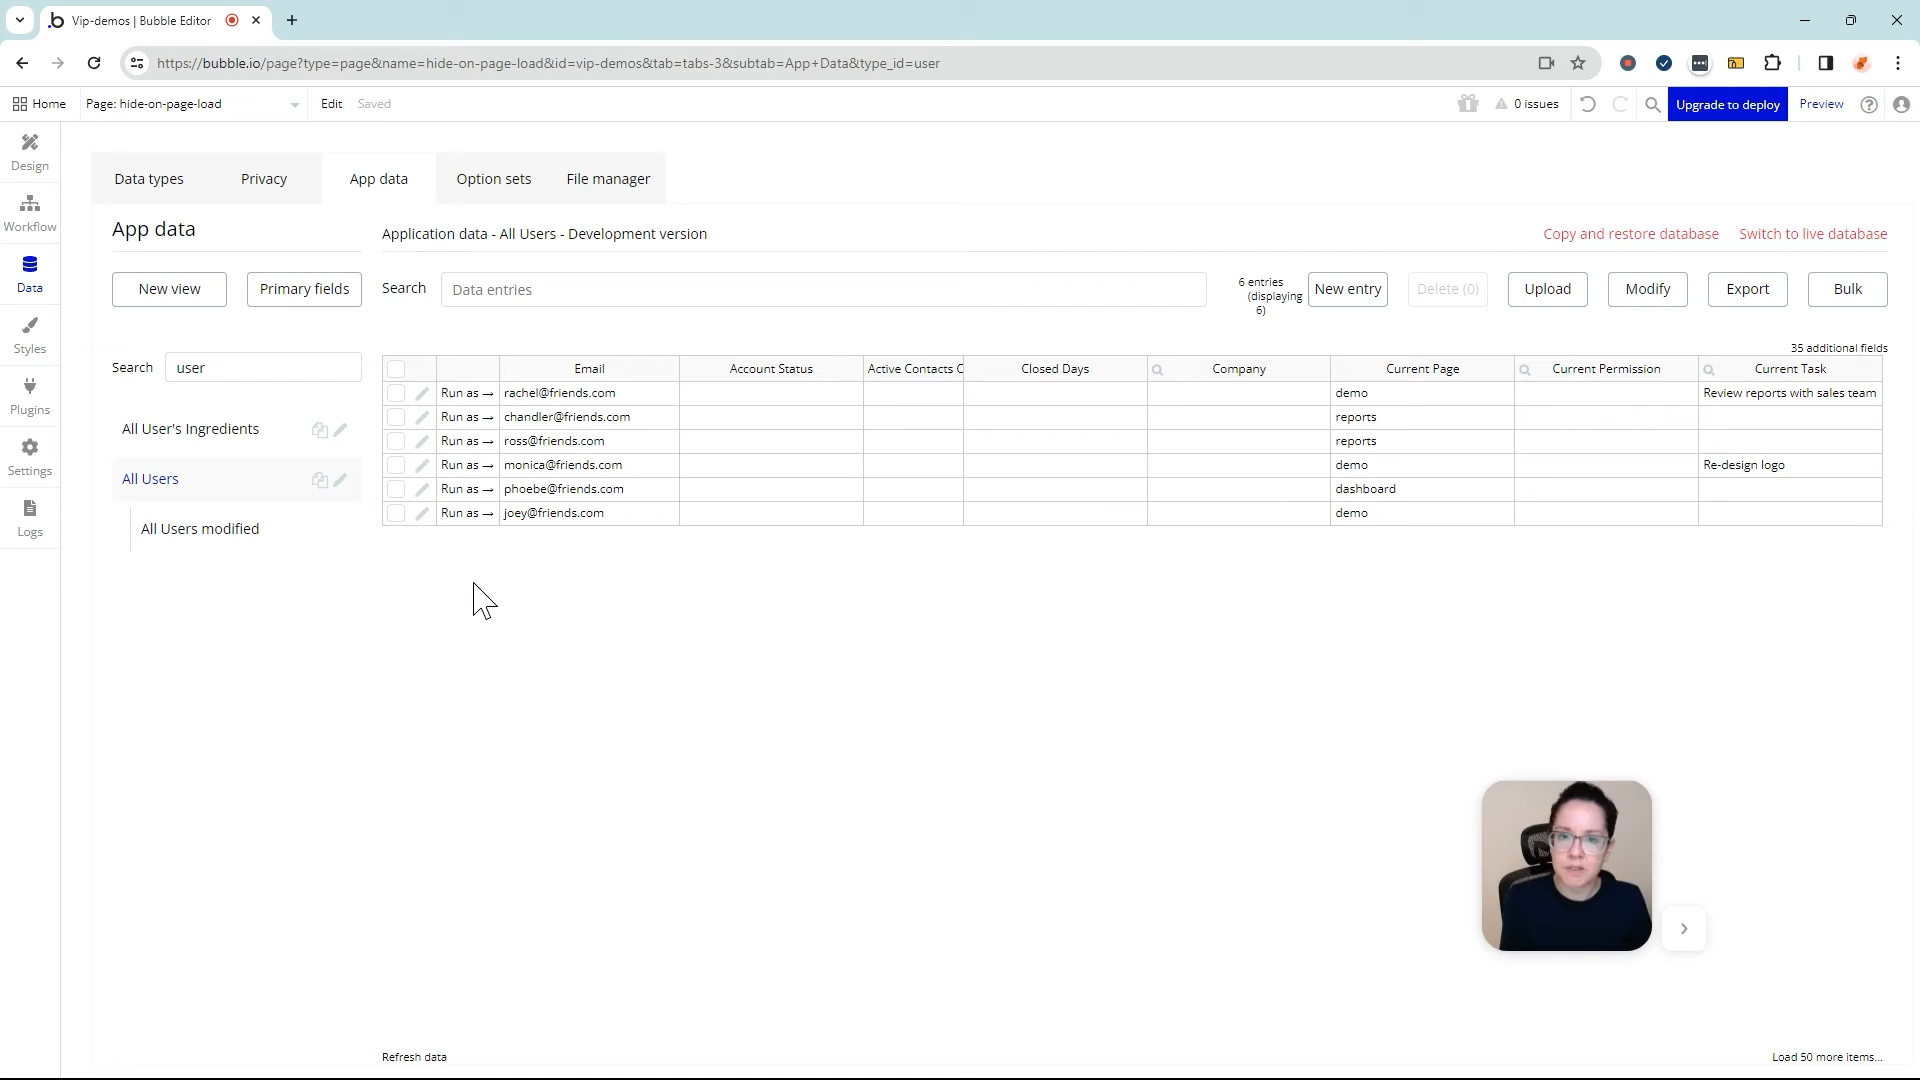 Vip-demos | Bubble Editor
https://bubble.io/page?type=page&name=hide-on-page-load&id=vip-demos&tab=tabs-3&subtab=App+Data&type_id=user
Home
Page: hide-on-page-load
Edit
Saved
0 issues
Upgrade to deploy
Preview
Design
Workflow
Data
Styles
Plugins
Settings
Logs
Data types
Privacy
App data
Option sets
File manager
App data
Application data - All Users - Development version
Copy and restore database
Switch to live database
New view
Primary fields
Search
Data entries
6 entries
(displaying
6)
New entry
Delete (0)
Upload
Modify
Export
Bulk
Search
user
All User's Ingredients
All Users
All Users modified
35 additional fields
Email Account Status Active Contacts C Closed Days Company Current Page Current Permission Current Task
Run as → rachel@friends.com demo Review reports with sales team
Run as → chandler@friends.com reports
Run as → ross@friends.com reports
Run as → monica@friends.com demo Re-design logo
Run as → phoebe@friends.com dashboard
Run as → joey@friends.com demo
Refresh data
Load 50 more items...